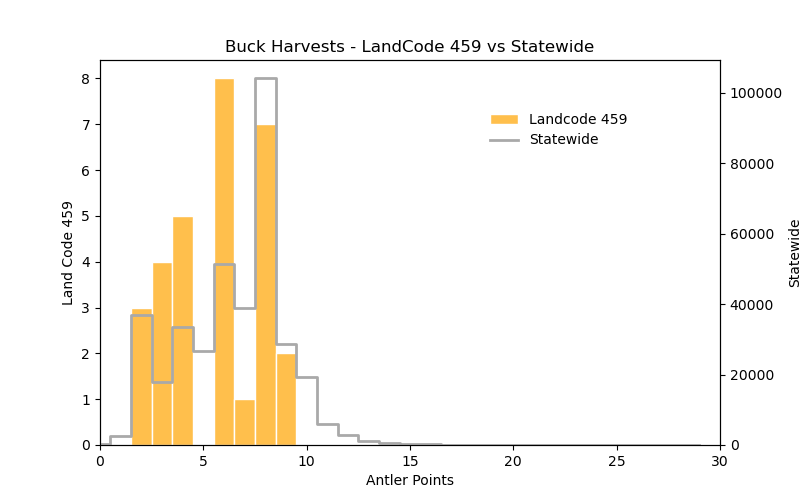 Buck Harvests - LandCode 459 vs Statewide
Landcode 459
Statewide
Land Code 459
8
7
6
5
4
3
2
1
0
100000
80000
60000
40000
20000
0
Statewide
0 5 10 15 20 25 30
Antler Points